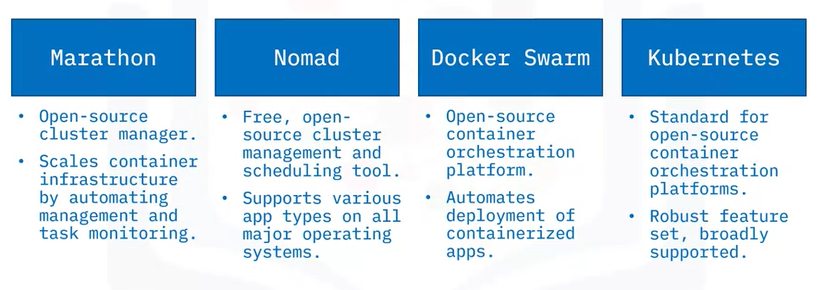 Marathon
• Open-source
cluster manager.
• Scales container
infrastructure
by automating
management and
task monitoring.
Nomad
• Free, open-
source cluster
management and
scheduling tool.
• Supports various
app types on all
major operating
systems.
Docker Swarm
• Open-source
container
orchestration
platform.
• Automates
deployment of
containerized
apps.
Kubernetes
• Standard for
open-source
container
orchestration
platforms.
• Robust feature
set, broadly
supported.